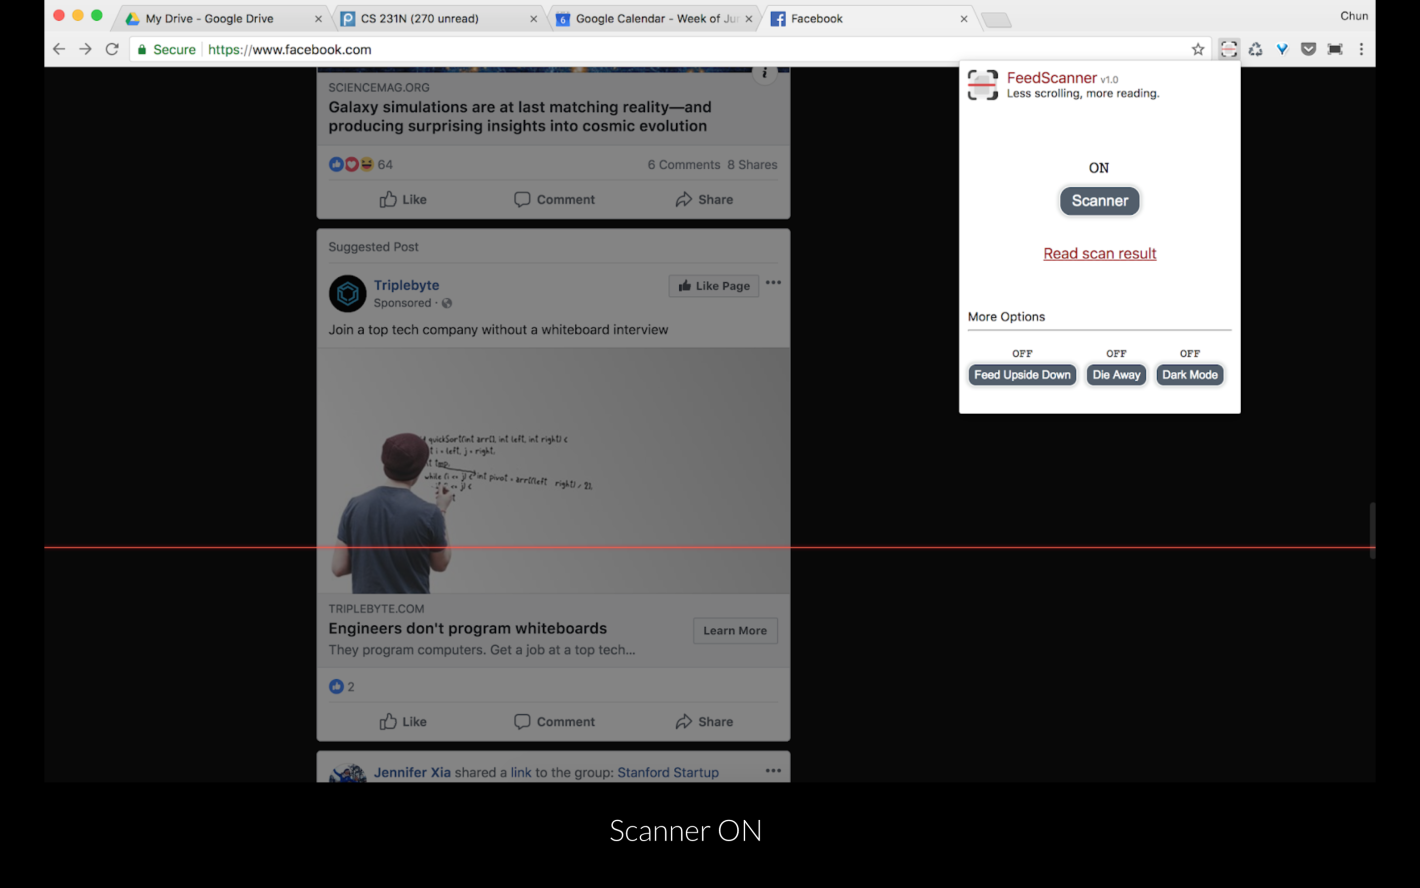 My Drive - Google Drive
CS 231N (270 unread)
Google Calendar - Week of Ju
Facebook
Chun
Secure https://www.facebook.com
FeedScanner v1.0
Less scrolling, more reading.
ON
Scanner
Read scan result
More Options
OFF OFF OFF
Feed Upside Down Die Away Dark Mode
SCIENCEMAG.ORG
Galaxy simulations are at last matching reality—and
producing surprising insights into cosmic evolution
64 6 Comments 8 Shares
Like Comment Share
Suggested Post
Triplebyte
Sponsored ·
Like Page
Join a top tech company without a whiteboard interview
quickSort(int arr[], int left, int right) {
i = left, j = right;
while (i <= j) { int pivot = arr[(left right) / 2];
TRIPLEBYTE.COM
Engineers don't program whiteboards
They program computers. Get a job at a top tech...
Learn More
2
Like Comment Share
Jennifer Xia shared a link to the group: Stanford Startup
Scanner ON